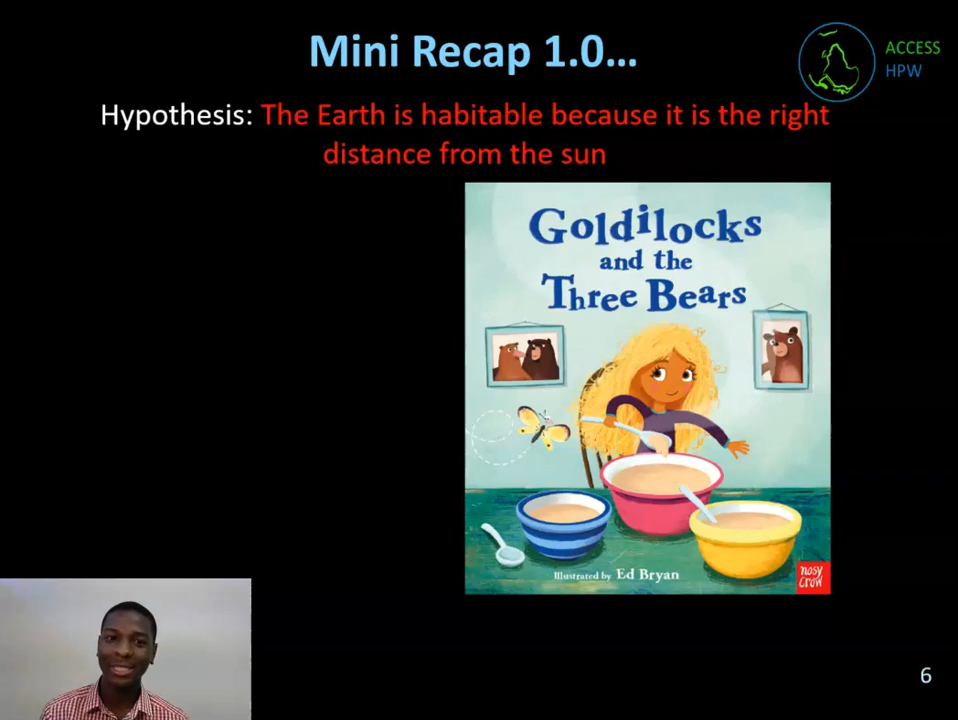 Mini Recap 1.0...
ACCESS
HPW
Hypothesis: The Earth is habitable because it is the right
distance from the sun
Goldilocks
and the
Three Bears
Illustrated by Ed Bryan
nosy
crow
6